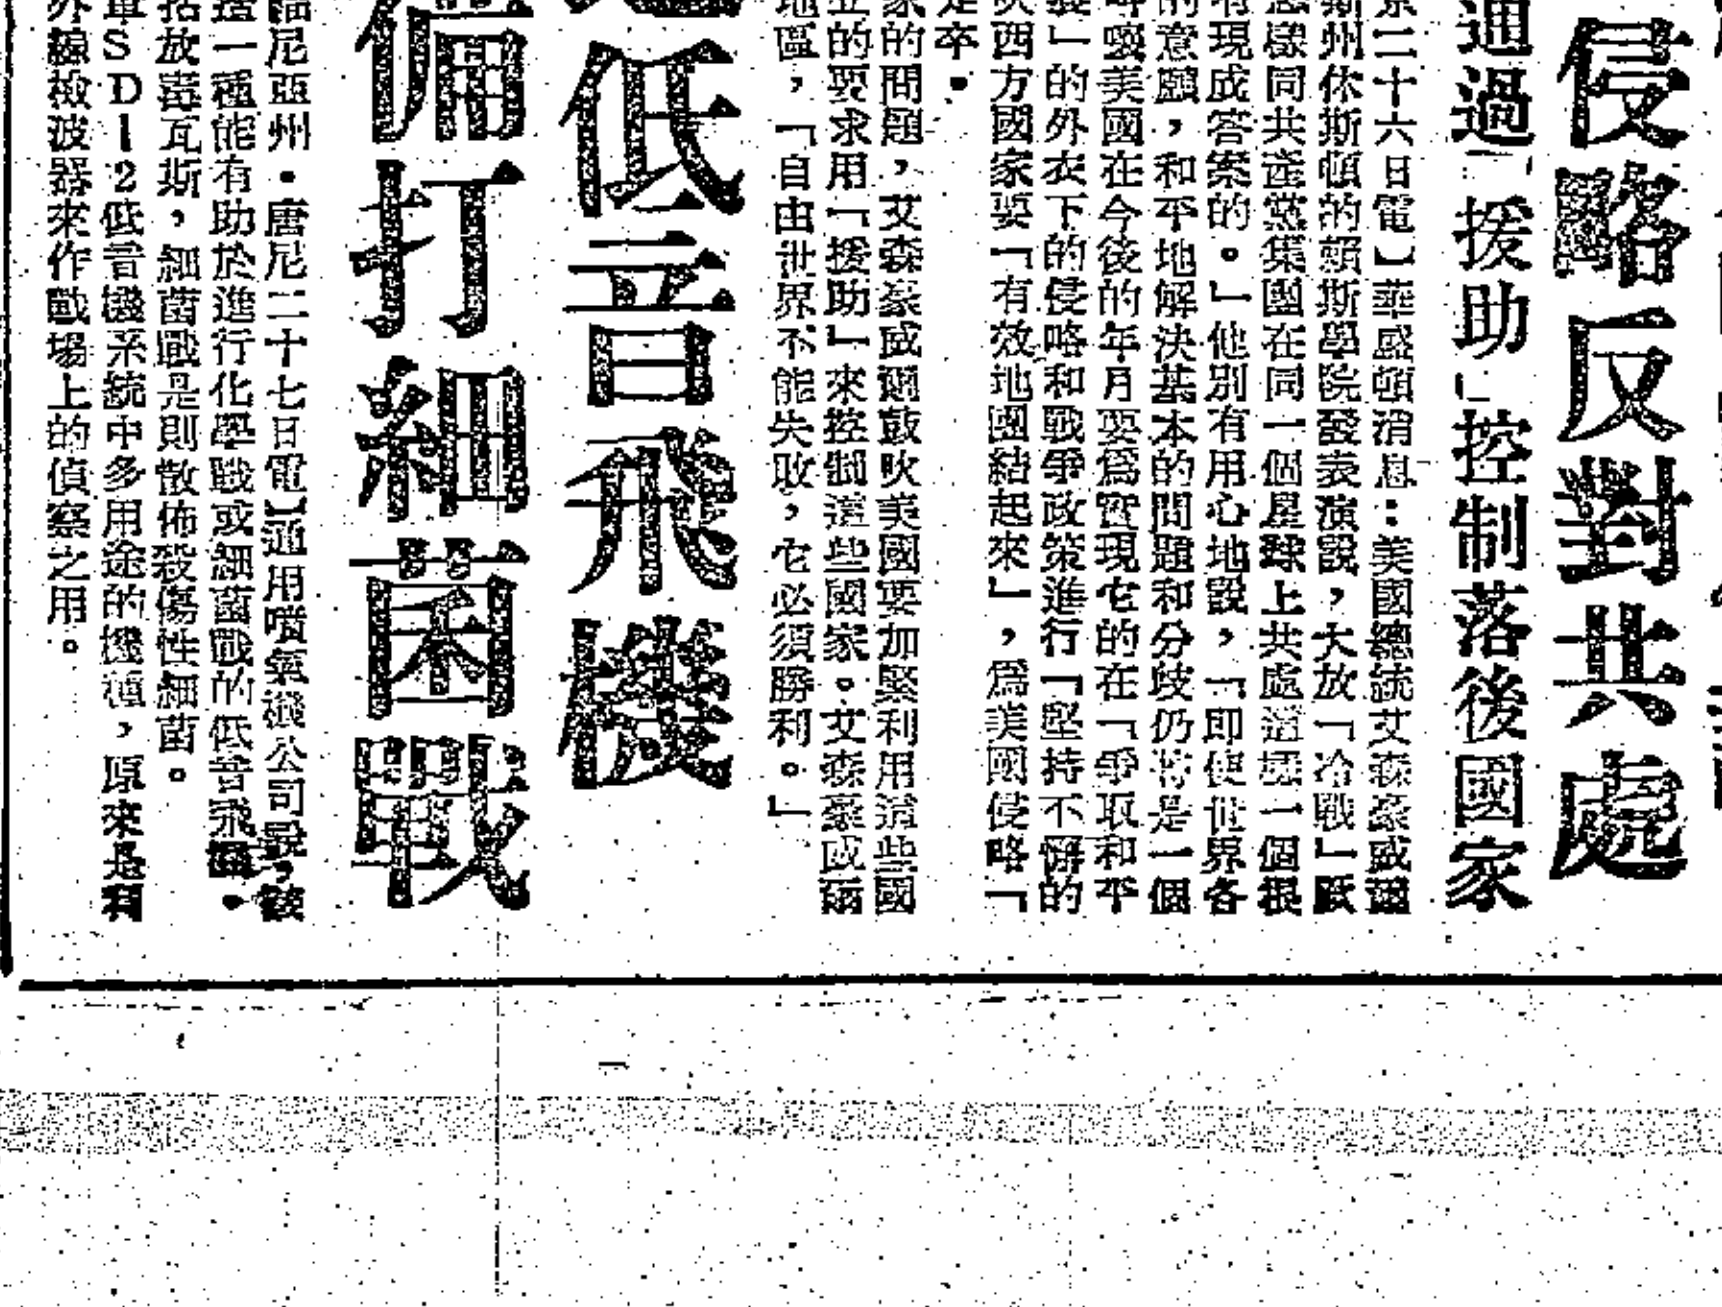 侵略反對共處
通過「援助」控制落後國家
二十六日電】華盛頓消息：美國總統艾森豪威爾
斯州休斯頓的賴斯學院發表演說，大放「冷戰」厥
樣同共產黨集團在同一個星球上共處這樣一個根
有現成答案的。」他別有用心地說，「即使世界各
的意願，和平地解決基本的問題和分歧仍將是一個
呼喚美國在今後的年月要爲實現它的在「爭取和平
」的外衣下的侵略和戰爭政策進行「堅持不懈的
西方國家要「有效地團結起來」，爲美國侵略「
卒。
家的問題，艾森豪威爾鼓吹美國要加緊利用這些國
的要求用「援助」來控制這些國家。艾森豪威爾
地區，「自由世界不能失敗，它必須勝利。」
低音飛機
備打細菌戰
尼亞州·唐尼二十七日電】通用噴氣機公司說，該
造一種能有助於進行化學戰或細菌戰的低音飛機。
括放毒瓦斯，細菌戰是則散佈殺傷性細菌。
軍SD—2低音機系統中多用途的機種，原來是有
外線檢波器來作戰場上的偵察之用。